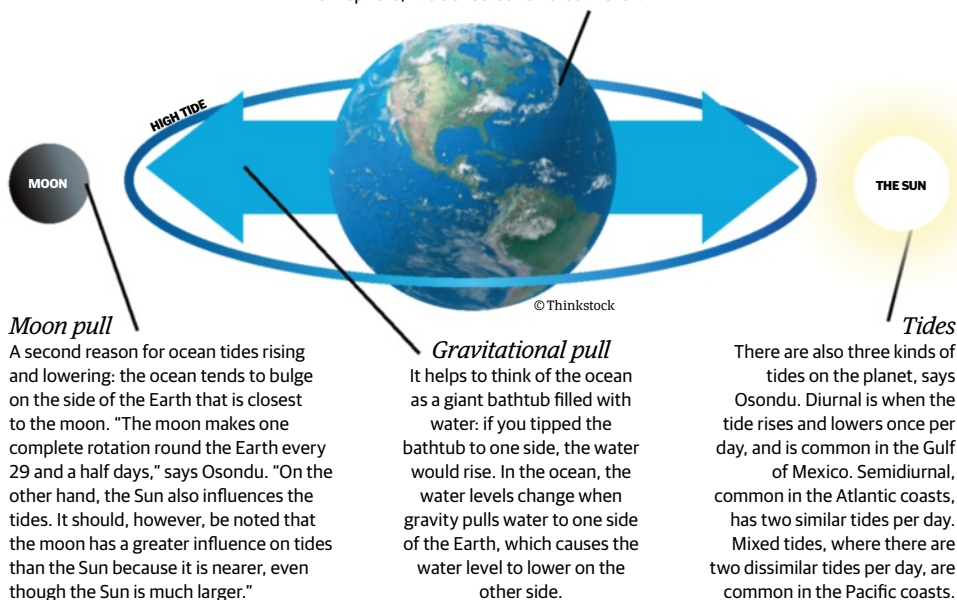 HIGH TIDE
MOON
THE SUN
© Thinkstock
Moon pull
A second reason for ocean tides rising
and lowering: the ocean tends to bulge
on the side of the Earth that is closest
to the moon. “The moon makes one
complete rotation round the Earth every
29 and a half days,” says Osondu. “On the
other hand, the Sun also influences the
tides. It should, however, be noted that
the moon has a greater influence on tides
than the Sun because it is nearer, even
though the Sun is much larger.”
Gravitational pull
It helps to think of the ocean
as a giant bathtub filled with
water: if you tipped the
bathtub to one side, the water
would rise. In the ocean, the
water levels change when
gravity pulls water to one side
of the Earth, which causes the
water level to lower on the
other side.
Tides
There are also three kinds of
tides on the planet, says
Osondu. Diurnal is when the
tide rises and lowers once per
day, and is common in the Gulf
of Mexico. Semidiurnal,
common in the Atlantic coasts,
has two similar tides per day.
Mixed tides, where there are
two dissimilar tides per day, are
common in the Pacific coasts.